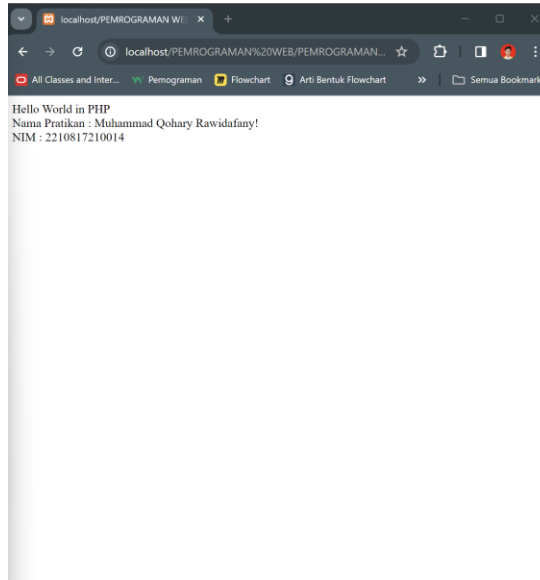 localhost/PEMROGRAMAN WE
localhost/PEMROGRAMAN%20WEB/PEMROGRAMAN...
All Classes and Inter... Pemograman Flowchart Arti Bentuk Flowchart Semua Bookmark
Hello World in PHP
Nama Pratikan : Muhammad Qohary Rawidafany!
NIM : 2210817210014